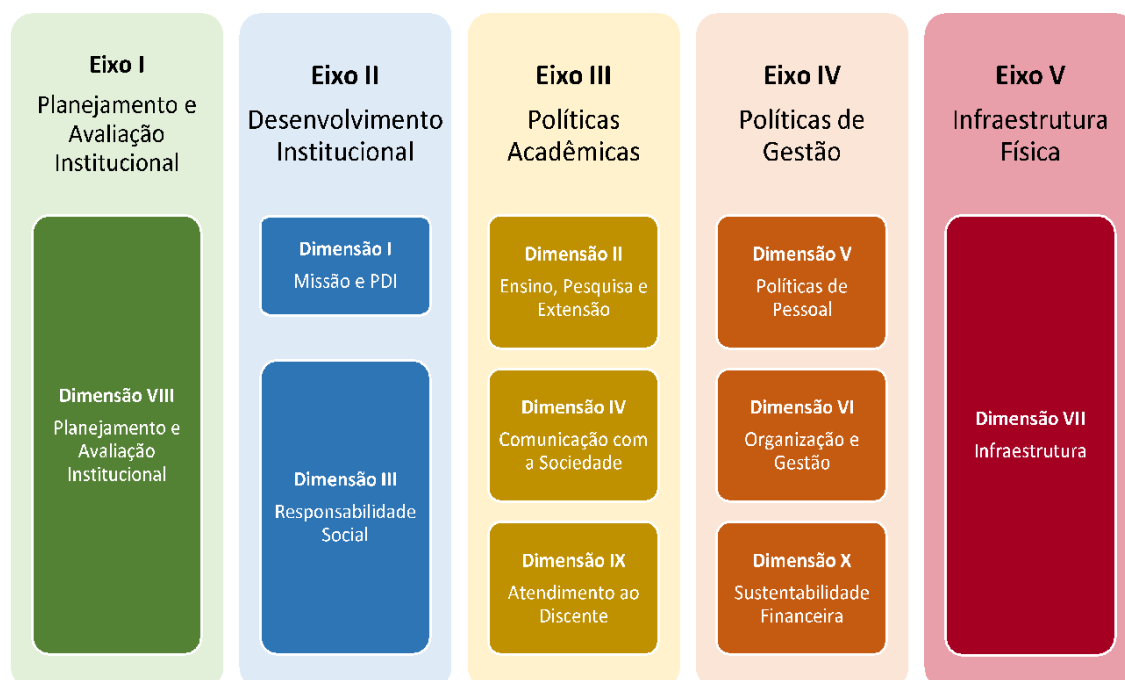 Eixo I
Planejamento e
Avaliação
Institucional
Dimensão VIII
Planejamento e
Avaliação
Institucional
Eixo II
Desenvolvimento
Institucional
Dimensão I
Missão e PDI
Dimensão III
Responsabilidade
Social
Eixo III
Políticas
Acadêmicas
Dimensão II
Ensino, Pesquisa e
Extensão
Dimensão IV
Comunicação com
a Sociedade
Dimensão IX
Atendimento ao
Discente
Eixo IV
Políticas de
Gestão
Dimensão V
Políticas de
Pessoal
Dimensão VI
Organização e
Gestão
Dimensão X
Sustentabilidade
Financeira
Eixo V
Infraestrutura
Física
Dimensão VII
Infraestrutura